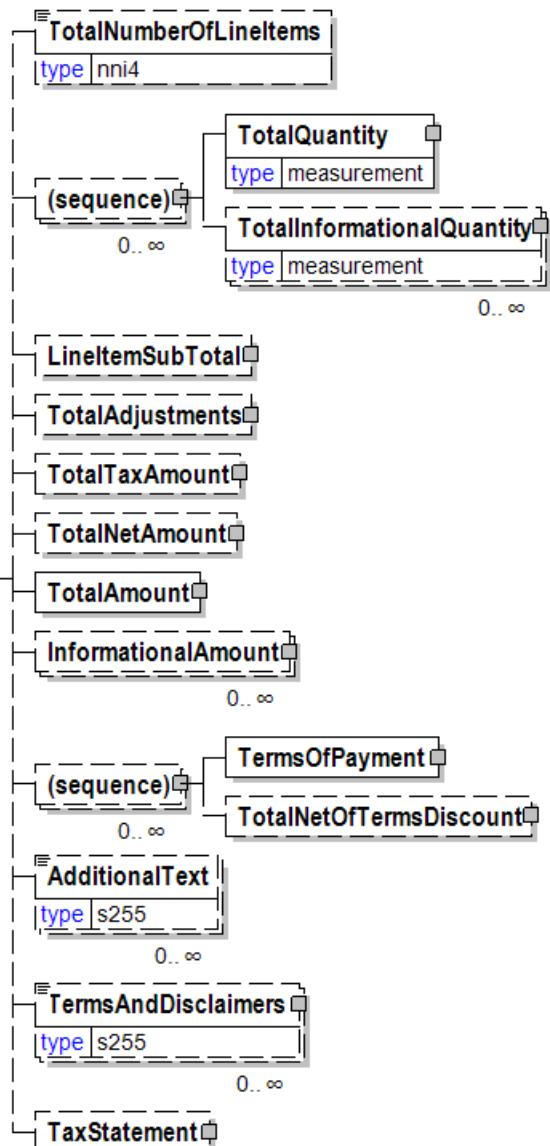 TotalNumberOfLineItems
type nni4
TotalQuantity
type measurement
(sequence)
0.. ∞
TotalInformationalQuantity
type measurement
0.. ∞
LineItemSubTotal
TotalAdjustments
TotalTaxAmount
TotalNetAmount
TotalAmount
InformationalAmount
0.. ∞
TermsOfPayment
(sequence)
0.. ∞
TotalNetOfTermsDiscount
AdditionalText
type s255
0.. ∞
TermsAndDisclaimers
type s255
0.. ∞
TaxStatement